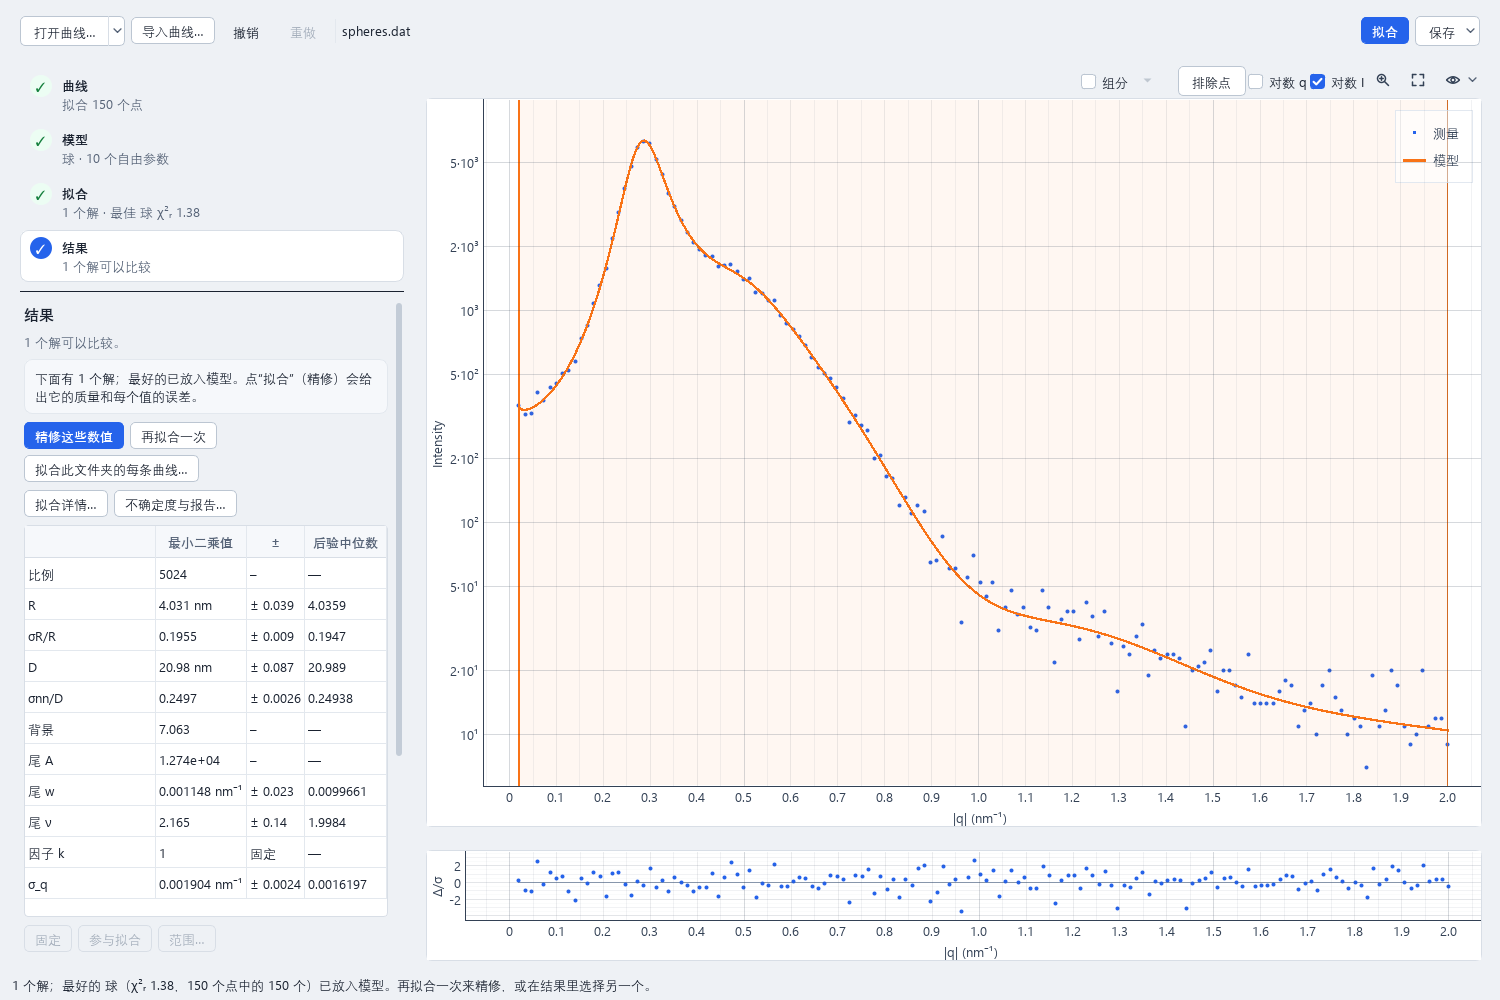 打开曲线...
导入曲线...
撤销
重做
spheres.dat
拟合
保存
曲线
拟合 150 个点
模型
球 · 10 个自由参数
拟合
1 个解 · 最佳 球 χ²ᵣ 1.38
结果
1 个解可以比较
结果
1 个解可以比较。
下面有 1 个解；最好的已放入模型。点“拟合”（精修）会给
出它的质量和每个值的误差。
精修这些数值
再拟合一次
拟合此文件夹的每条曲线...
拟合详情...
不确定度与报告...
最小二乘值 ± 后验中位数
比例 5024 – —
R 4.031 nm ± 0.039 4.0359
σR/R 0.1955 ± 0.009 0.1947
D 20.98 nm ± 0.087 20.989
σnn/D 0.2497 ± 0.0026 0.24938
背景 7.063 – —
尾 A 1.274e+04 – —
尾 w 0.001148 nm⁻¹ ± 0.023 0.0099661
尾 ν 2.165 ± 0.14 1.9984
因子 k 1 固定 —
σ_q 0.001904 nm⁻¹ ± 0.0024 0.0016197
固定
参与拟合
范围...
组分
排除点
对数 q
对数 I
测量
模型
Intensity
5·10³
2·10³
10³
5·10²
2·10²
10²
5·10¹
2·10¹
10¹
0 0.1 0.2 0.3 0.4 0.5 0.6 0.7 0.8 0.9 1.0 1.1 1.2 1.3 1.4 1.5 1.6 1.7 1.8 1.9 2.0
|q| (nm⁻¹)
Δ/σ
2
0
-2
0 0.1 0.2 0.3 0.4 0.5 0.6 0.7 0.8 0.9 1.0 1.1 1.2 1.3 1.4 1.5 1.6 1.7 1.8 1.9 2.0
|q| (nm⁻¹)
1 个解；最好的 球（χ²ᵣ 1.38，150 个点中的 150 个）已放入模型。再拟合一次来精修，或在结果里选择另一个。